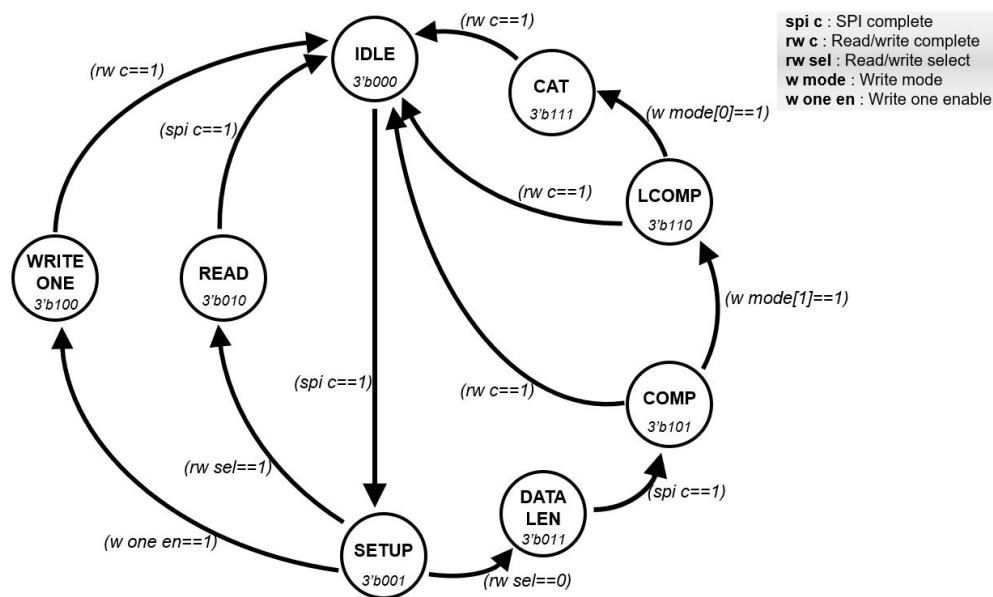 spi c : SPI complete
rw c : Read/write complete
rw sel : Read/write select
w mode : Write mode
w one en : Write one enable
(rw c==1)
IDLE
3'b000
(rw c==1)
CAT
3'b111
(spi c==1)
(w mode[0]==1)
(rw c==1)
LCOMP
3'b110
WRITE
ONE
3'b100
READ
3'b010
(w mode[1]==1)
(spi c==1)
(rw c==1)
COMP
3'b101
(rw sel==1)
(spi c==1)
DATA
LEN
3'b011
(w one en==1)
SETUP
3'b001
(rw sel==0)